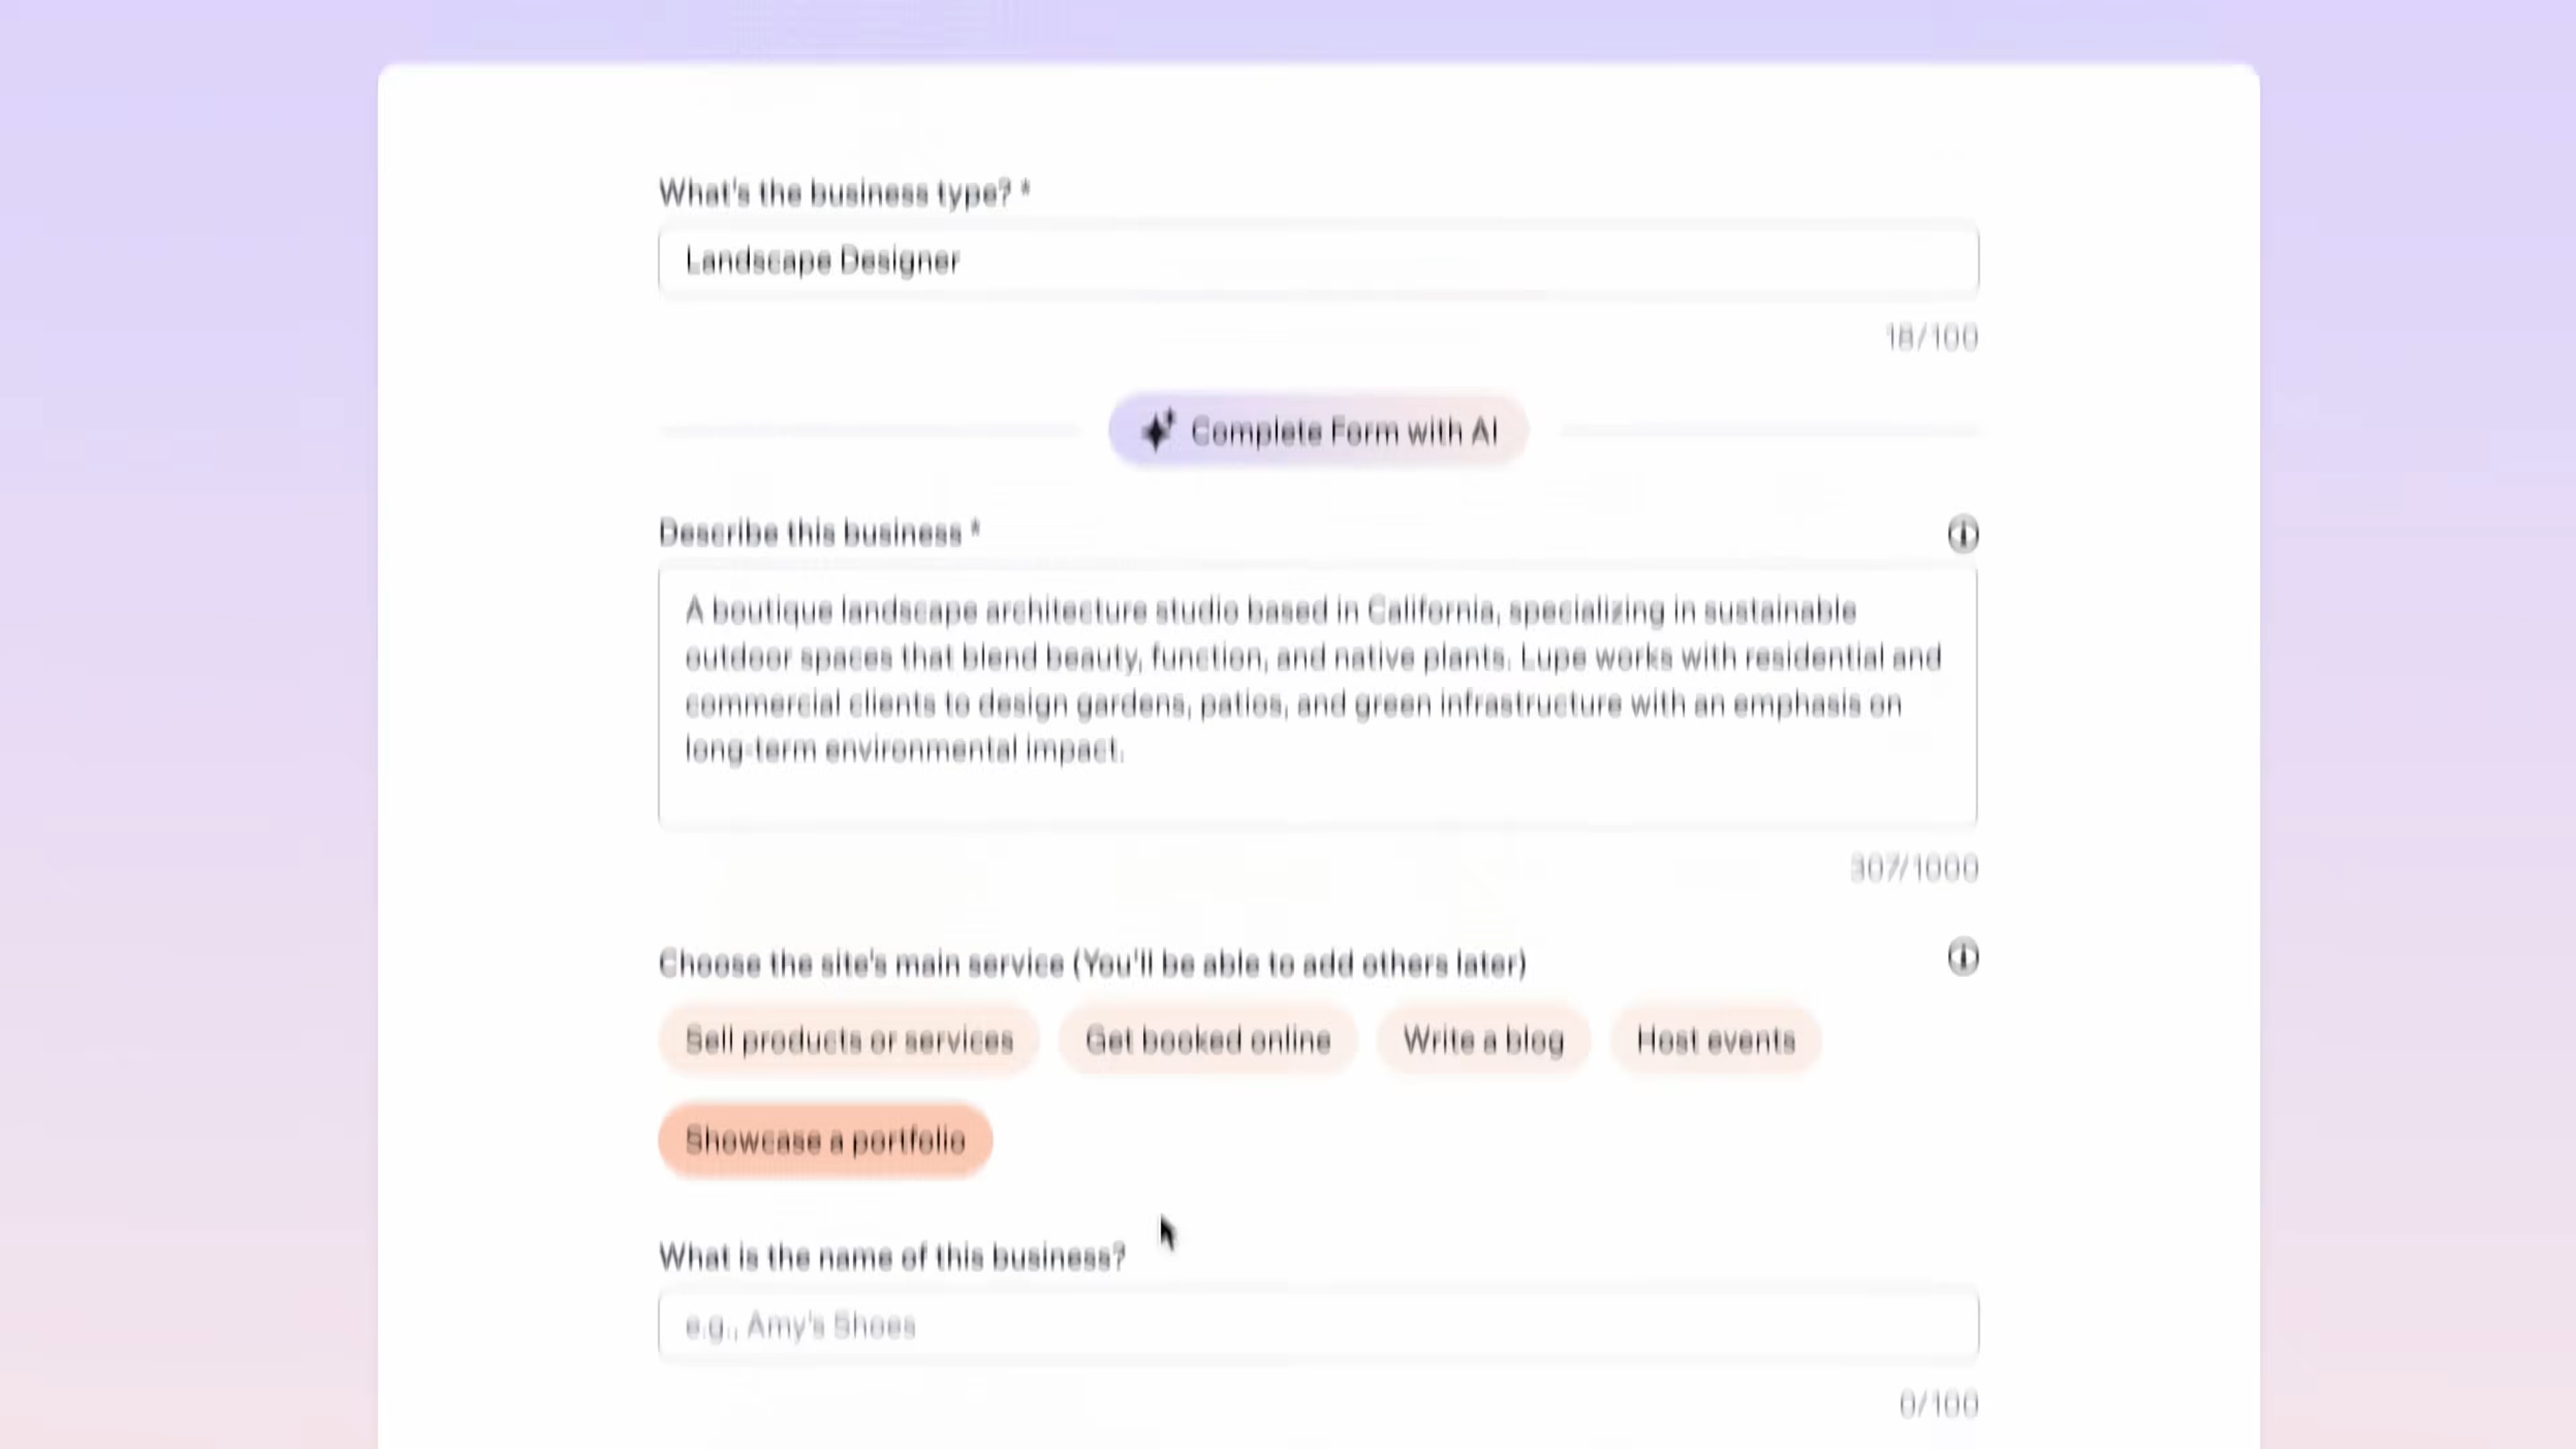 What's the business type? *
Landscape Designer
18/100
Complete Form with AI
Describe this business *
A boutique landscape architecture studio based in California, specializing in sustainable
outdoor spaces that blend beauty, function, and native plants. Lupe works with residential and
commercial clients to design gardens, patios, and green infrastructure with an emphasis on
long-term environmental impact.
307/1000
Choose the site's main service (You'll be able to add others later)
Sell products or services
Get booked online
Write a blog
Host events
Showcase a portfolio
What is the name of this business?
e.g., Amy's Shoes
0/100